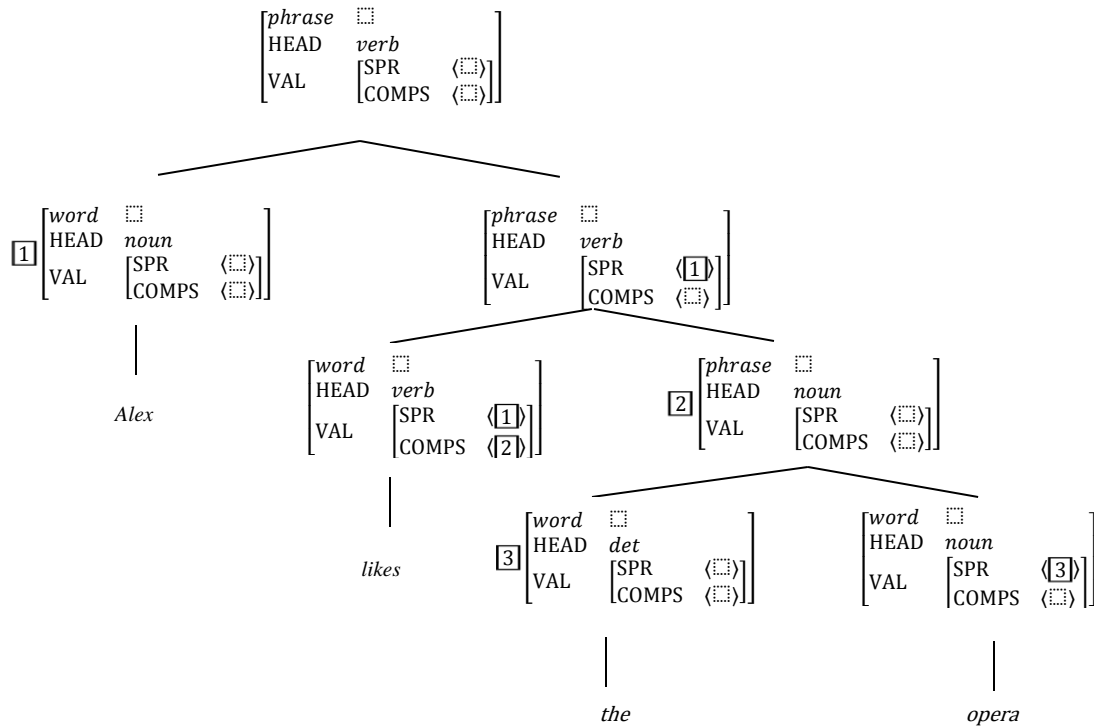 phrase ⬚
HEAD verb
VAL [SPR ⟨⬚⟩
COMPS ⟨⬚⟩]
1 word ⬚
HEAD noun
VAL [SPR ⟨⬚⟩
COMPS ⟨⬚⟩]
phrase ⬚
HEAD verb
VAL [SPR ⟨1⟩
COMPS ⟨⬚⟩]
Alex
word ⬚
HEAD verb
VAL [SPR ⟨1⟩
COMPS ⟨2⟩]
2 phrase ⬚
HEAD noun
VAL [SPR ⟨⬚⟩
COMPS ⟨⬚⟩]
likes
3 word ⬚
HEAD det
VAL [SPR ⟨⬚⟩
COMPS ⟨⬚⟩]
word ⬚
HEAD noun
VAL [SPR ⟨3⟩
COMPS ⟨⬚⟩]
the
opera